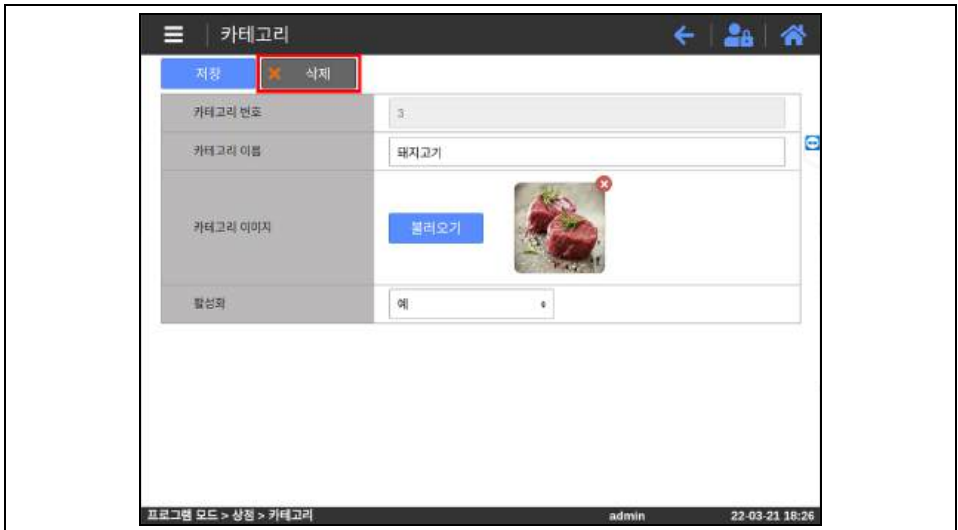 카테고리
저장 삭제
카테고리 번호 3
카테고리 이름 돼지고기
카테고리 이미지 불러오기
활성화 예
프로그램 모드 > 상점 > 카테고리 admin 22-03-21 18:26